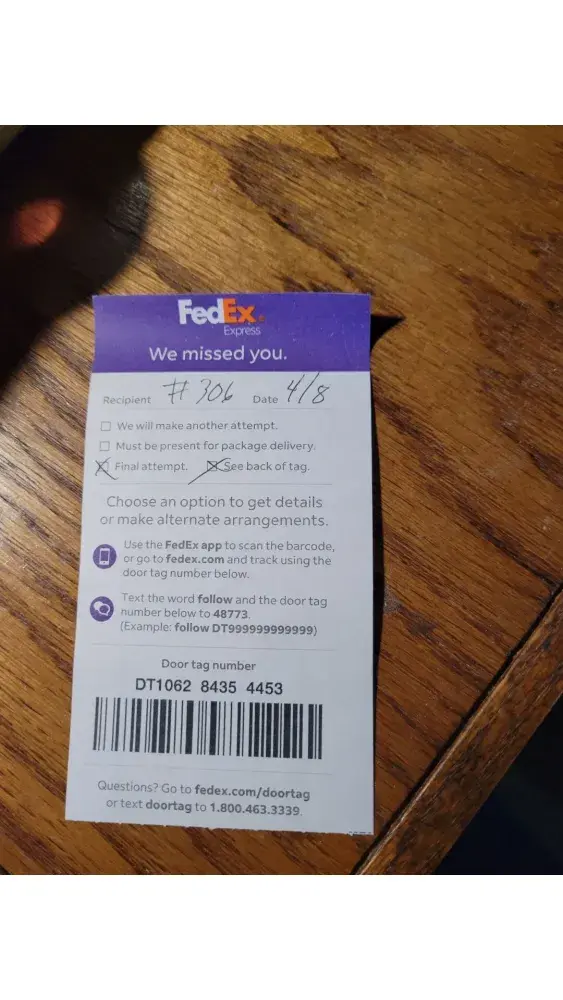 FedEx®
Express
We missed you.
Recipient # 306 Date 4/8
☐ We will make another attempt.
☐ Must be present for package delivery.
☒ Final attempt. ☒ See back of tag.
Choose an option to get details
or make alternate arrangements.
Use the FedEx app to scan the barcode,
or go to fedex.com and track using the
door tag number below.
Text the word follow and the door tag
number below to 48773.
(Example: follow DT999999999999)
Door tag number
DT1062 8435 4453
Questions? Go to fedex.com/doortag
or text doortag to 1.800.463.3339.